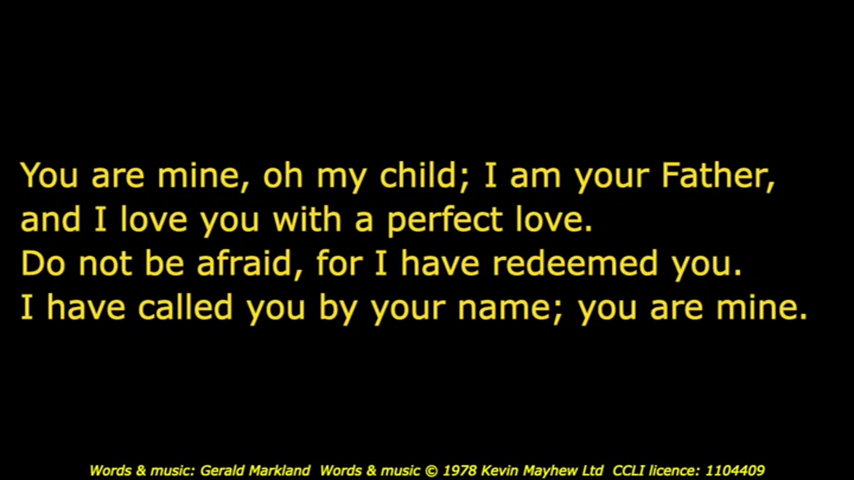 You are mine, oh my child; I am your Father,
and I love you with a perfect love.
Do not be afraid, for I have redeemed you.
I have called you by your name; you are mine.
Words & music: Gerald Markland  Words & music © 1978 Kevin Mayhew Ltd  CCLI licence: 1104409